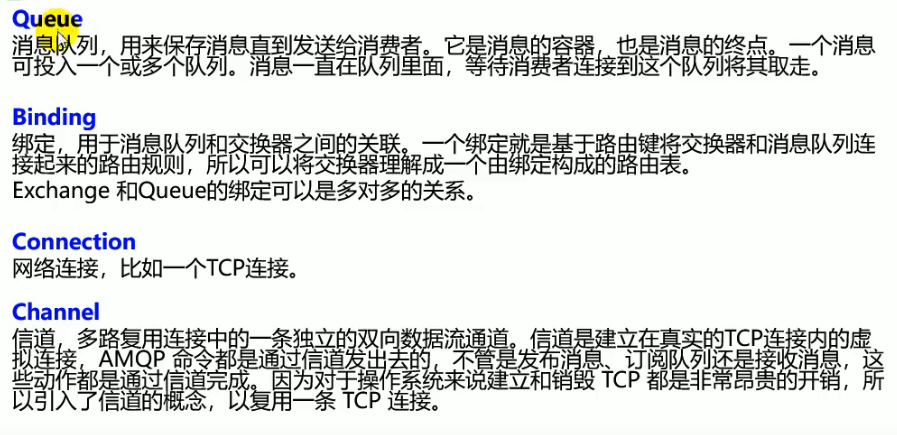 Queue
消息队列，用来保存消息直到发送给消费者。它是消息的容器，也是消息的终点。一个消息
可投入一个或多个队列。消息一直在队列里面，等待消费者连接到这个队列将其取走。
Binding
绑定，用于消息队列和交换器之间的关联。一个绑定就是基于路由键将交换器和消息队列连
接起来的路由规则，所以可以将交换器理解成一个由绑定构成的路由表。
Exchange 和Queue的绑定可以是多对多的关系。
Connection
网络连接，比如一个TCP连接。
Channel
信道，多路复用连接中的一条独立的双向数据流通道。信道是建立在真实的TCP连接内的虚
拟连接，AMQP 命令都是通过信道发出去的，不管是发布消息、订阅队列还是接收消息，这
些动作都是通过信道完成。因为对于操作系统来说建立和销毁 TCP 都是非常昂贵的开销，所
以引入了信道的概念，以复用一条 TCP 连接。